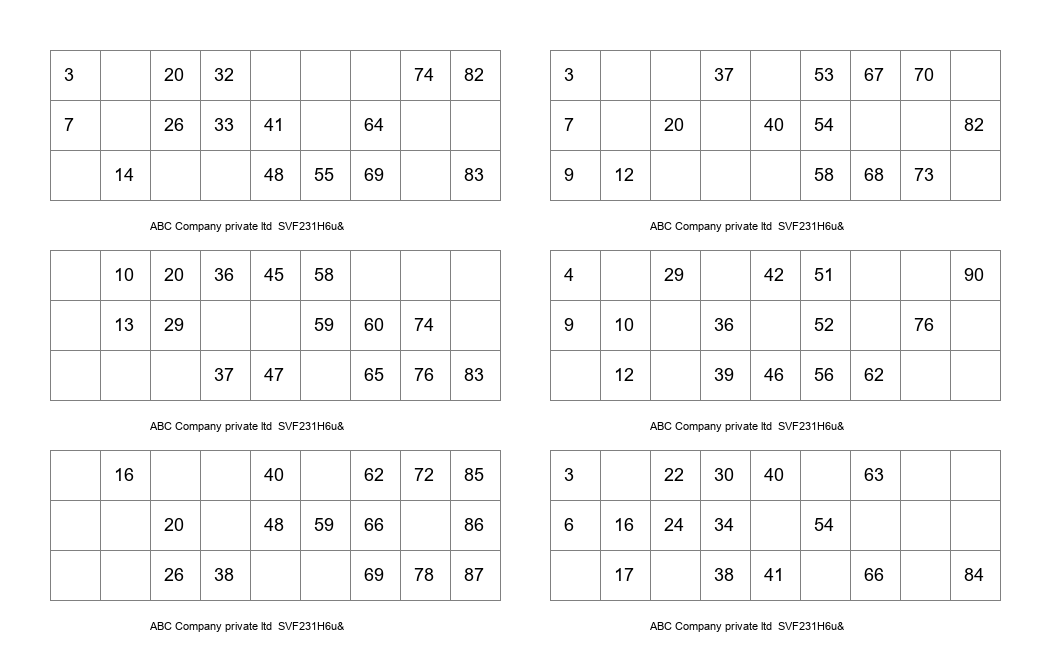 3 20 32 74 82
7 26 33 41 64
14 48 55 69 83
ABC Company private ltd SVF231H6u&
3 37 53 67 70
7 20 40 54 82
9 12 58 68 73
ABC Company private ltd SVF231H6u&
10 20 36 45 58
13 29 59 60 74
37 47 65 76 83
ABC Company private ltd SVF231H6u&
4 29 42 51 90
9 10 36 52 76
12 39 46 56 62
ABC Company private ltd SVF231H6u&
16 40 62 72 85
20 48 59 66 86
26 38 69 78 87
ABC Company private ltd SVF231H6u&
3 22 30 40 63
6 16 24 34 54
17 38 41 66 84
ABC Company private ltd SVF231H6u&